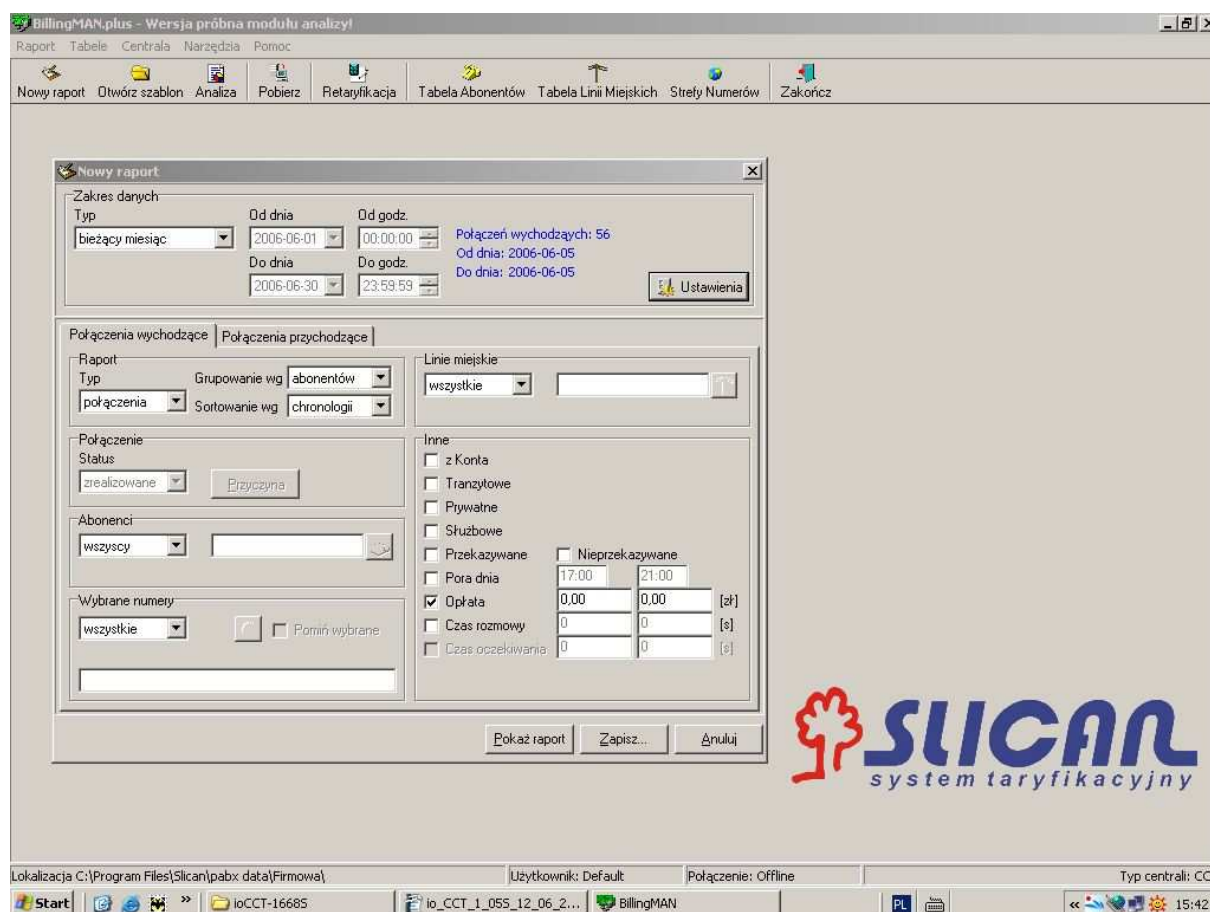 BillingMAN.plus - Wersja próbna modułu analizy!
Raport Tabele Centrala Narzędzia Pomoc
Nowy raport Otwórz szablon Analiza Pobierz Retaryfikacja Tabela Abonentów Tabela Linii Miejskich Strefy Numerów Zakończ
Nowy raport
Zakres danych
Typ Od dnia Od godz.
bieżący miesiąc 2006-06-01 00:00:00
Połączeń wychodzących: 56
Od dnia: 2006-06-05
Do dnia: 2006-06-05
Do dnia Do godz.
2006-06-30 23:59:59
Ustawienia
Połączenia wychodzące Połączenia przychodzące
Raport
Typ Grupowanie wg abonentów
połączenia Sortowanie wg chronologii
Linie miejskie
wszystkie
Połączenie
Status
zrealizowane Przyczyna
Abonenci
wszyscy
Wybrane numery
wszystkie Pomiń wybrane
Inne
z Konta
Tranzytowe
Prywatne
Służbowe
Przekazywane Nieprzekazywane
Pora dnia 17:00 21:00
Opłata 0,00 0,00 [zł]
Czas rozmowy 0 0 [s]
Czas oczekiwania 0 0 [s]
Pokaż raport Zapisz... Anuluj
SLICAN
system taryfikacyjny
Lokalizacja C:\Program Files\Slican\pabx data\Firmowa\ Użytkownik: Default Połączenie: Offline Typ centrali: CC
Start » ioCCT-1668S io_CCT_1_05S_12_06_2... BillingMAN PL « 15:42